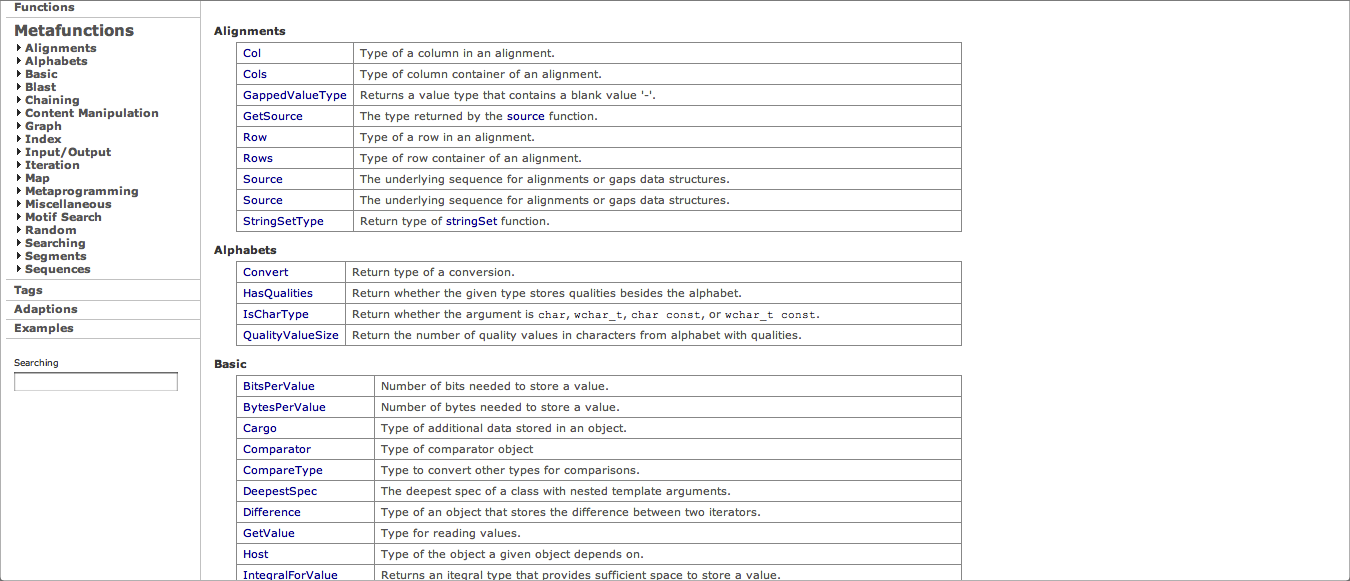 Functions
Metafunctions
Alignments
Alphabets
Basic
Blast
Chaining
Content Manipulation
Graph
Index
Input/Output
Iteration
Map
Metaprogramming
Miscellaneous
Motif Search
Random
Searching
Segments
Sequences
Tags
Adaptions
Examples
Searching
Alignments
Col Type of a column in an alignment.
Cols Type of column container of an alignment.
GappedValueType Returns a value type that contains a blank value '-'.
GetSource The type returned by the source function.
Row Type of a row in an alignment.
Rows Type of row container of an alignment.
Source The underlying sequence for alignments or gaps data structures.
Source The underlying sequence for alignments or gaps data structures.
StringSetType Return type of stringSet function.
Alphabets
Convert Return type of a conversion.
HasQualities Return whether the given type stores qualities besides the alphabet.
IsCharType Return whether the argument is char, wchar_t, char const, or wchar_t const.
QualityValueSize Return the number of quality values in characters from alphabet with qualities.
Basic
BitsPerValue Number of bits needed to store a value.
BytesPerValue Number of bytes needed to store a value.
Cargo Type of additional data stored in an object.
Comparator Type of comparator object
CompareType Type to convert other types for comparisons.
DeepestSpec The deepest spec of a class with nested template arguments.
Difference Type of an object that stores the difference between two iterators.
GetValue Type for reading values.
Host Type of the object a given object depends on.
IntegralForValue Returns an itegral type that provides sufficient space to store a value.